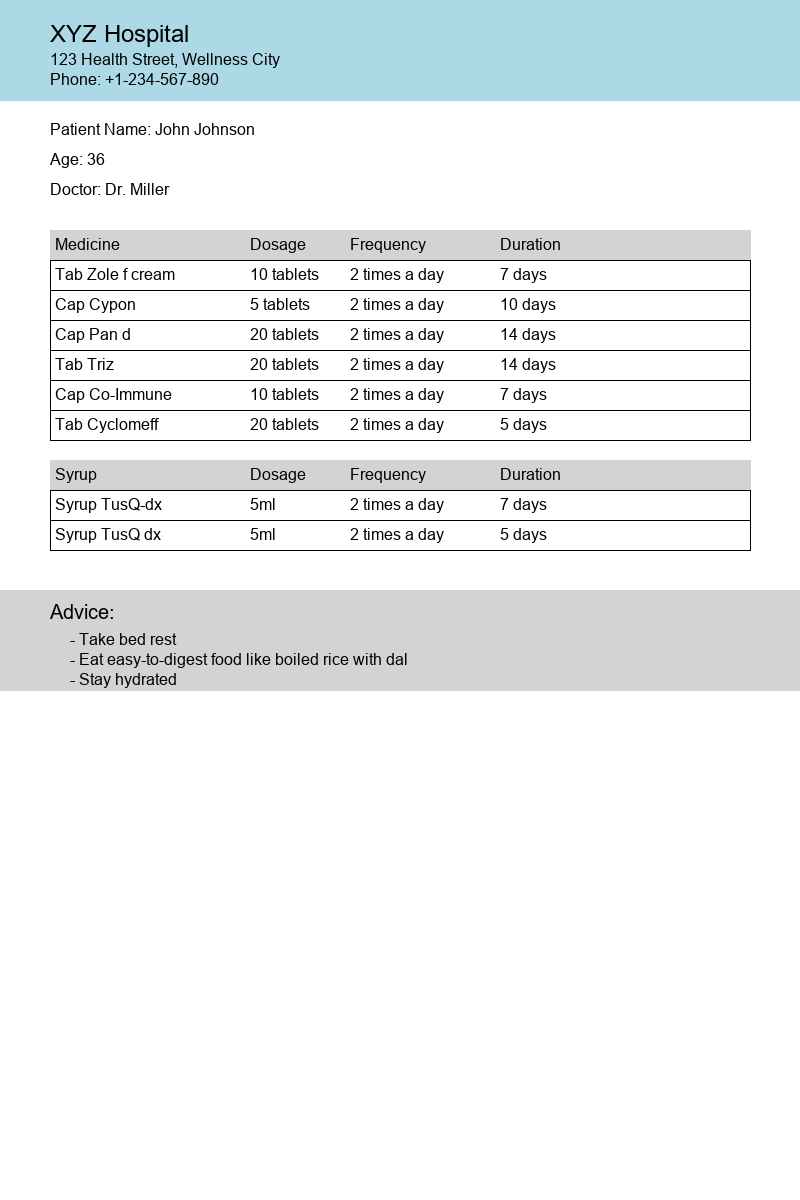 XYZ Hospital
123 Health Street, Wellness City
Phone: +1-234-567-890
Patient Name: John Johnson
Age: 36
Doctor: Dr. Miller
Medicine Dosage Frequency Duration
Tab Zole f cream 10 tablets 2 times a day 7 days
Cap Cypon 5 tablets 2 times a day 10 days
Cap Pan d 20 tablets 2 times a day 14 days
Tab Triz 20 tablets 2 times a day 14 days
Cap Co-Immune 10 tablets 2 times a day 7 days
Tab Cyclomeff 20 tablets 2 times a day 5 days
Syrup Dosage Frequency Duration
Syrup TusQ-dx 5ml 2 times a day 7 days
Syrup TusQ dx 5ml 2 times a day 5 days
Advice:
- Take bed rest
- Eat easy-to-digest food like boiled rice with dal
- Stay hydrated